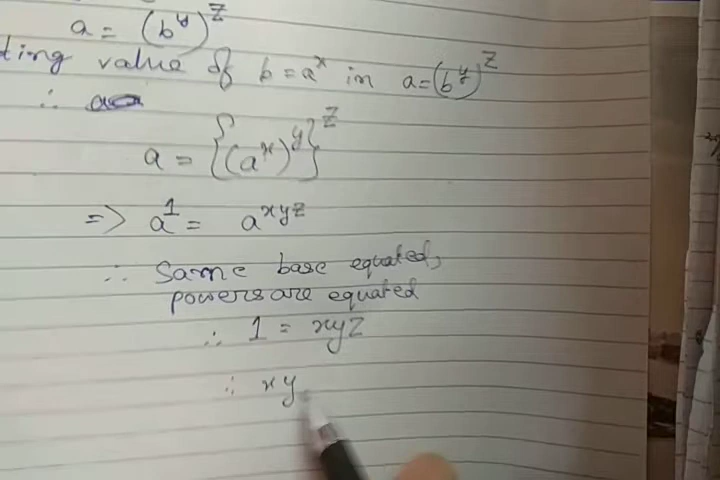 a = (b^y)^z
ting value of b = a^x in a = (b^y)^z
∴ a
a = {(a^x)^y}^z
=> a^1 = a^xyz
∴ Same base equated,
powers are equated
∴ 1 = xyz
∴ xy